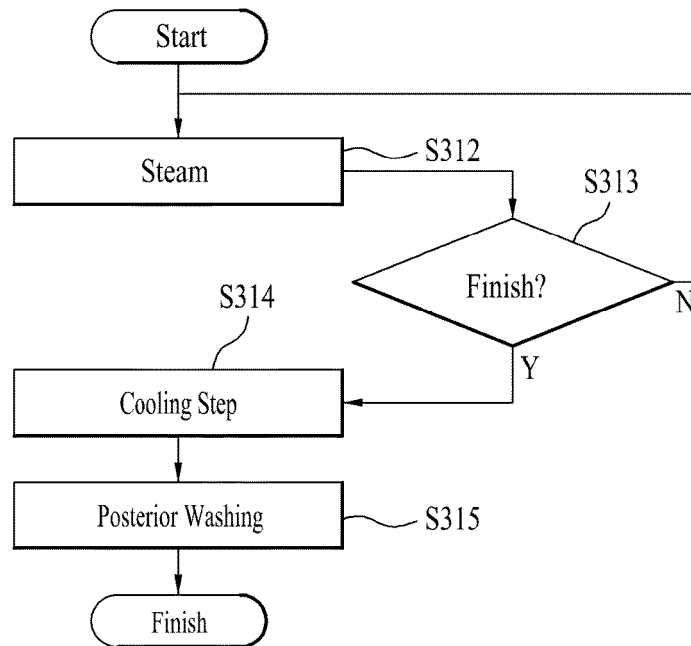 Start
S312
Steam
S313
Finish?
N
S314
Y
Cooling Step
Posterior Washing
S315
Finish